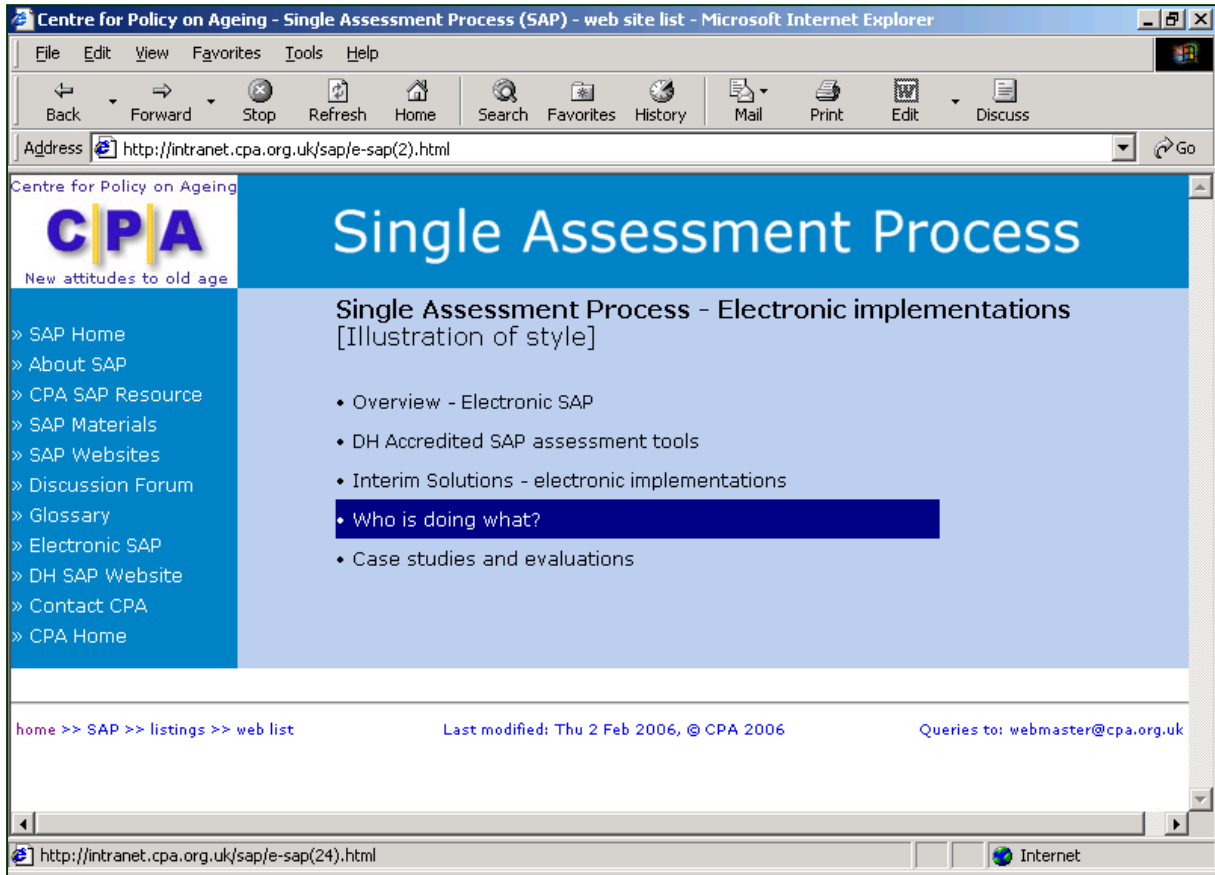 Centre for Policy on Ageing - Single Assessment Process (SAP) - web site list - Microsoft Internet Explorer
File Edit View Favorites Tools Help
Back Forward Stop Refresh Home Search Favorites History Mail Print Edit Discuss
Address http://intranet.cpa.org.uk/sap/e-sap(2).html Go
Centre for Policy on Ageing
C|P|A
New attitudes to old age
Single Assessment Process
» SAP Home
» About SAP
» CPA SAP Resource
» SAP Materials
» SAP Websites
» Discussion Forum
» Glossary
» Electronic SAP
» DH SAP Website
» Contact CPA
» CPA Home
Single Assessment Process - Electronic implementations
[Illustration of style]
• Overview - Electronic SAP
• DH Accredited SAP assessment tools
• Interim Solutions - electronic implementations
• Who is doing what?
• Case studies and evaluations
home >> SAP >> listings >> web list Last modified: Thu 2 Feb 2006, © CPA 2006 Queries to: webmaster@cpa.org.uk
http://intranet.cpa.org.uk/sap/e-sap(24).html Internet